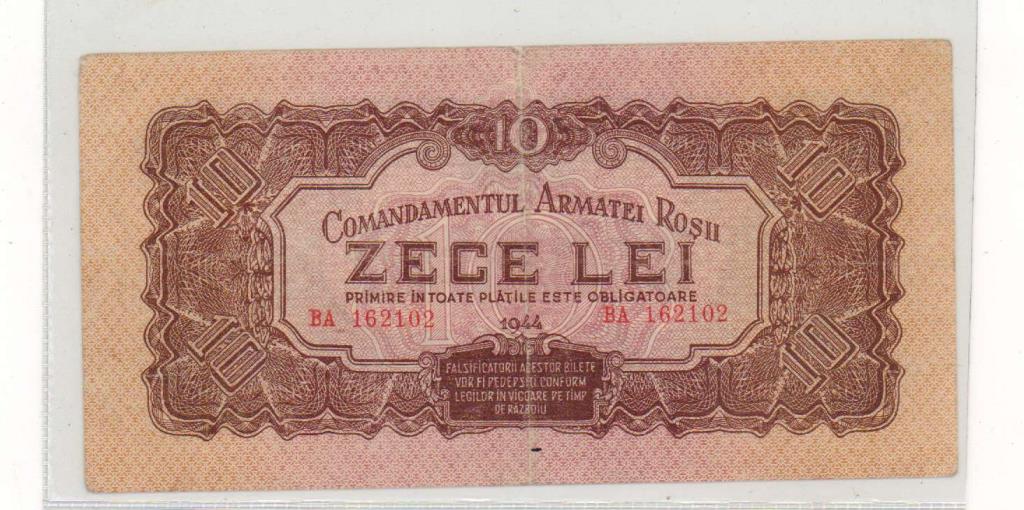 10
10
10
COMANDAMENTUL ARMATEI ROȘII
ZECE LEI
PRIMIRE ÎN TOATE PLĂȚILE ESTE OBLIGATOARE
BA 162102
1944
BA 162102
10
10
10
FALSIFICATORII ACESTOR BILETE
VOR FI PEDEPSIȚI CONFORM
LEGILOR ÎN VIGOARE PE TIMP
DE RĂZBOIU